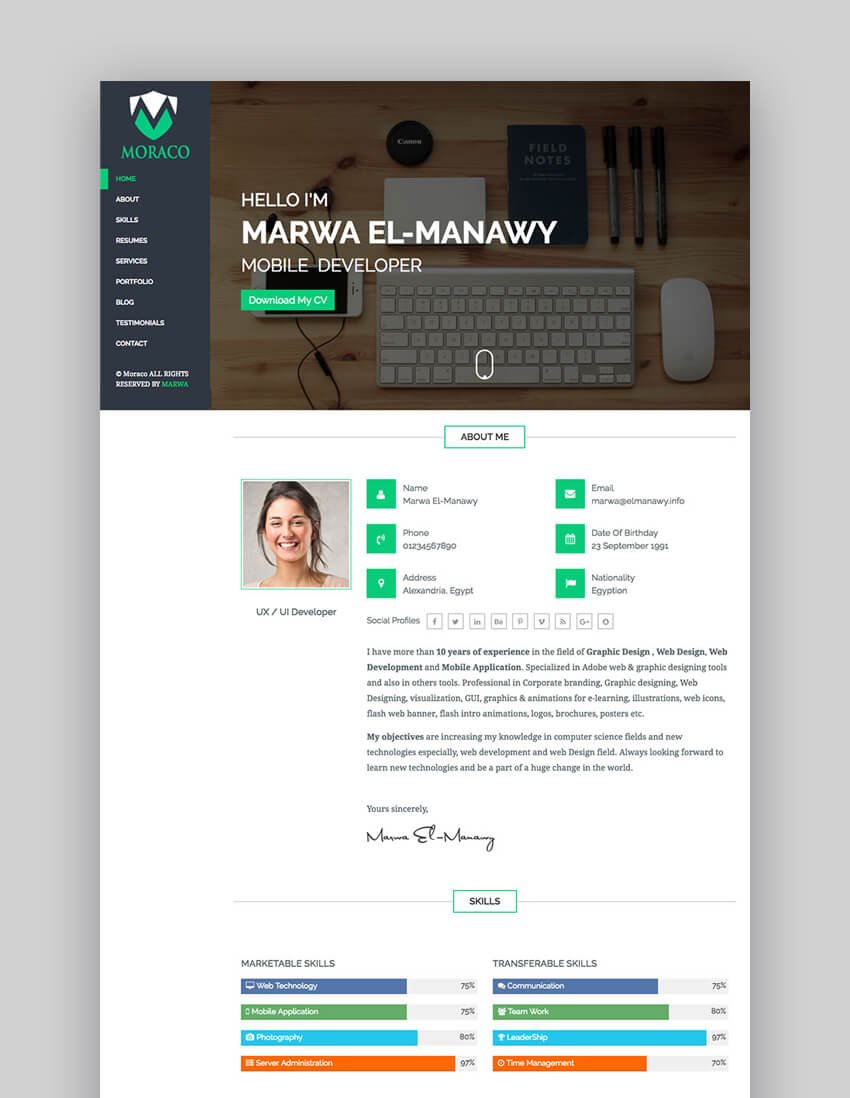 MORACO
HOME
ABOUT
SKILLS
RESUMES
SERVICES
PORTFOLIO
BLOG
TESTIMONIALS
CONTACT
© Moraco ALL RIGHTS
RESERVED BY MARWA
Canon
FIELD
NOTES
HELLO I'M
MARWA EL-MANAWY
MOBILE DEVELOPER
Download My CV
ABOUT ME
UX / UI Developer
Name
Marwa El-Manawy
Email
marwa@elmanawy.info
Phone
01234567890
Date Of Birthday
23 September 1991
Address
Alexandria, Egypt
Nationality
Egyption
Social Profiles
I have more than 10 years of experience in the field of Graphic Design , Web Design, Web
Development and Mobile Application. Specialized in Adobe web & graphic designing tools
and also in others tools. Professional in Corporate branding, Graphic designing, Web
Designing, visualization, GUI, graphics & animations for e-learning, illustrations, web icons,
flash web banner, flash intro animations, logos, brochures, posters etc.
My objectives are increasing my knowledge in computer science fields and new
technologies especially, web development and web Design field. Always looking forward to
learn new technologies and be a part of a huge change in the world.
Yours sincerely,
Marwa El-Manawy
SKILLS
MARKETABLE SKILLS
Web Technology 75%
Mobile Application 75%
Photography 80%
Server Administration 97%
TRANSFERABLE SKILLS
Communication 75%
Team Work 80%
LeaderShip 97%
Time Management 70%